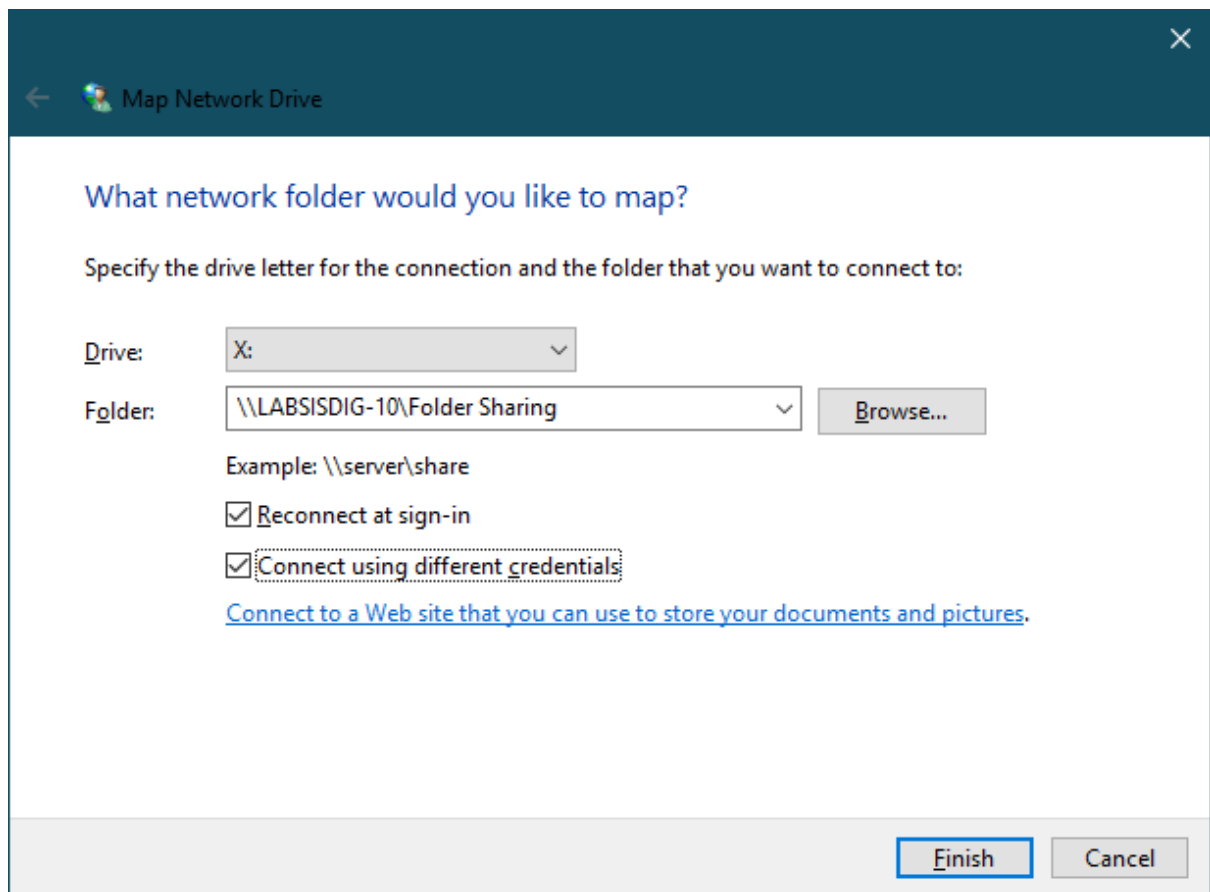 Map Network Drive
What network folder would you like to map?
Specify the drive letter for the connection and the folder that you want to connect to:
Drive: X:
Folder: \\LABSISDIG-10\Folder Sharing Browse...
Example: \\server\share
Reconnect at sign-in
Connect using different credentials
Connect to a Web site that you can use to store your documents and pictures.
Finish Cancel